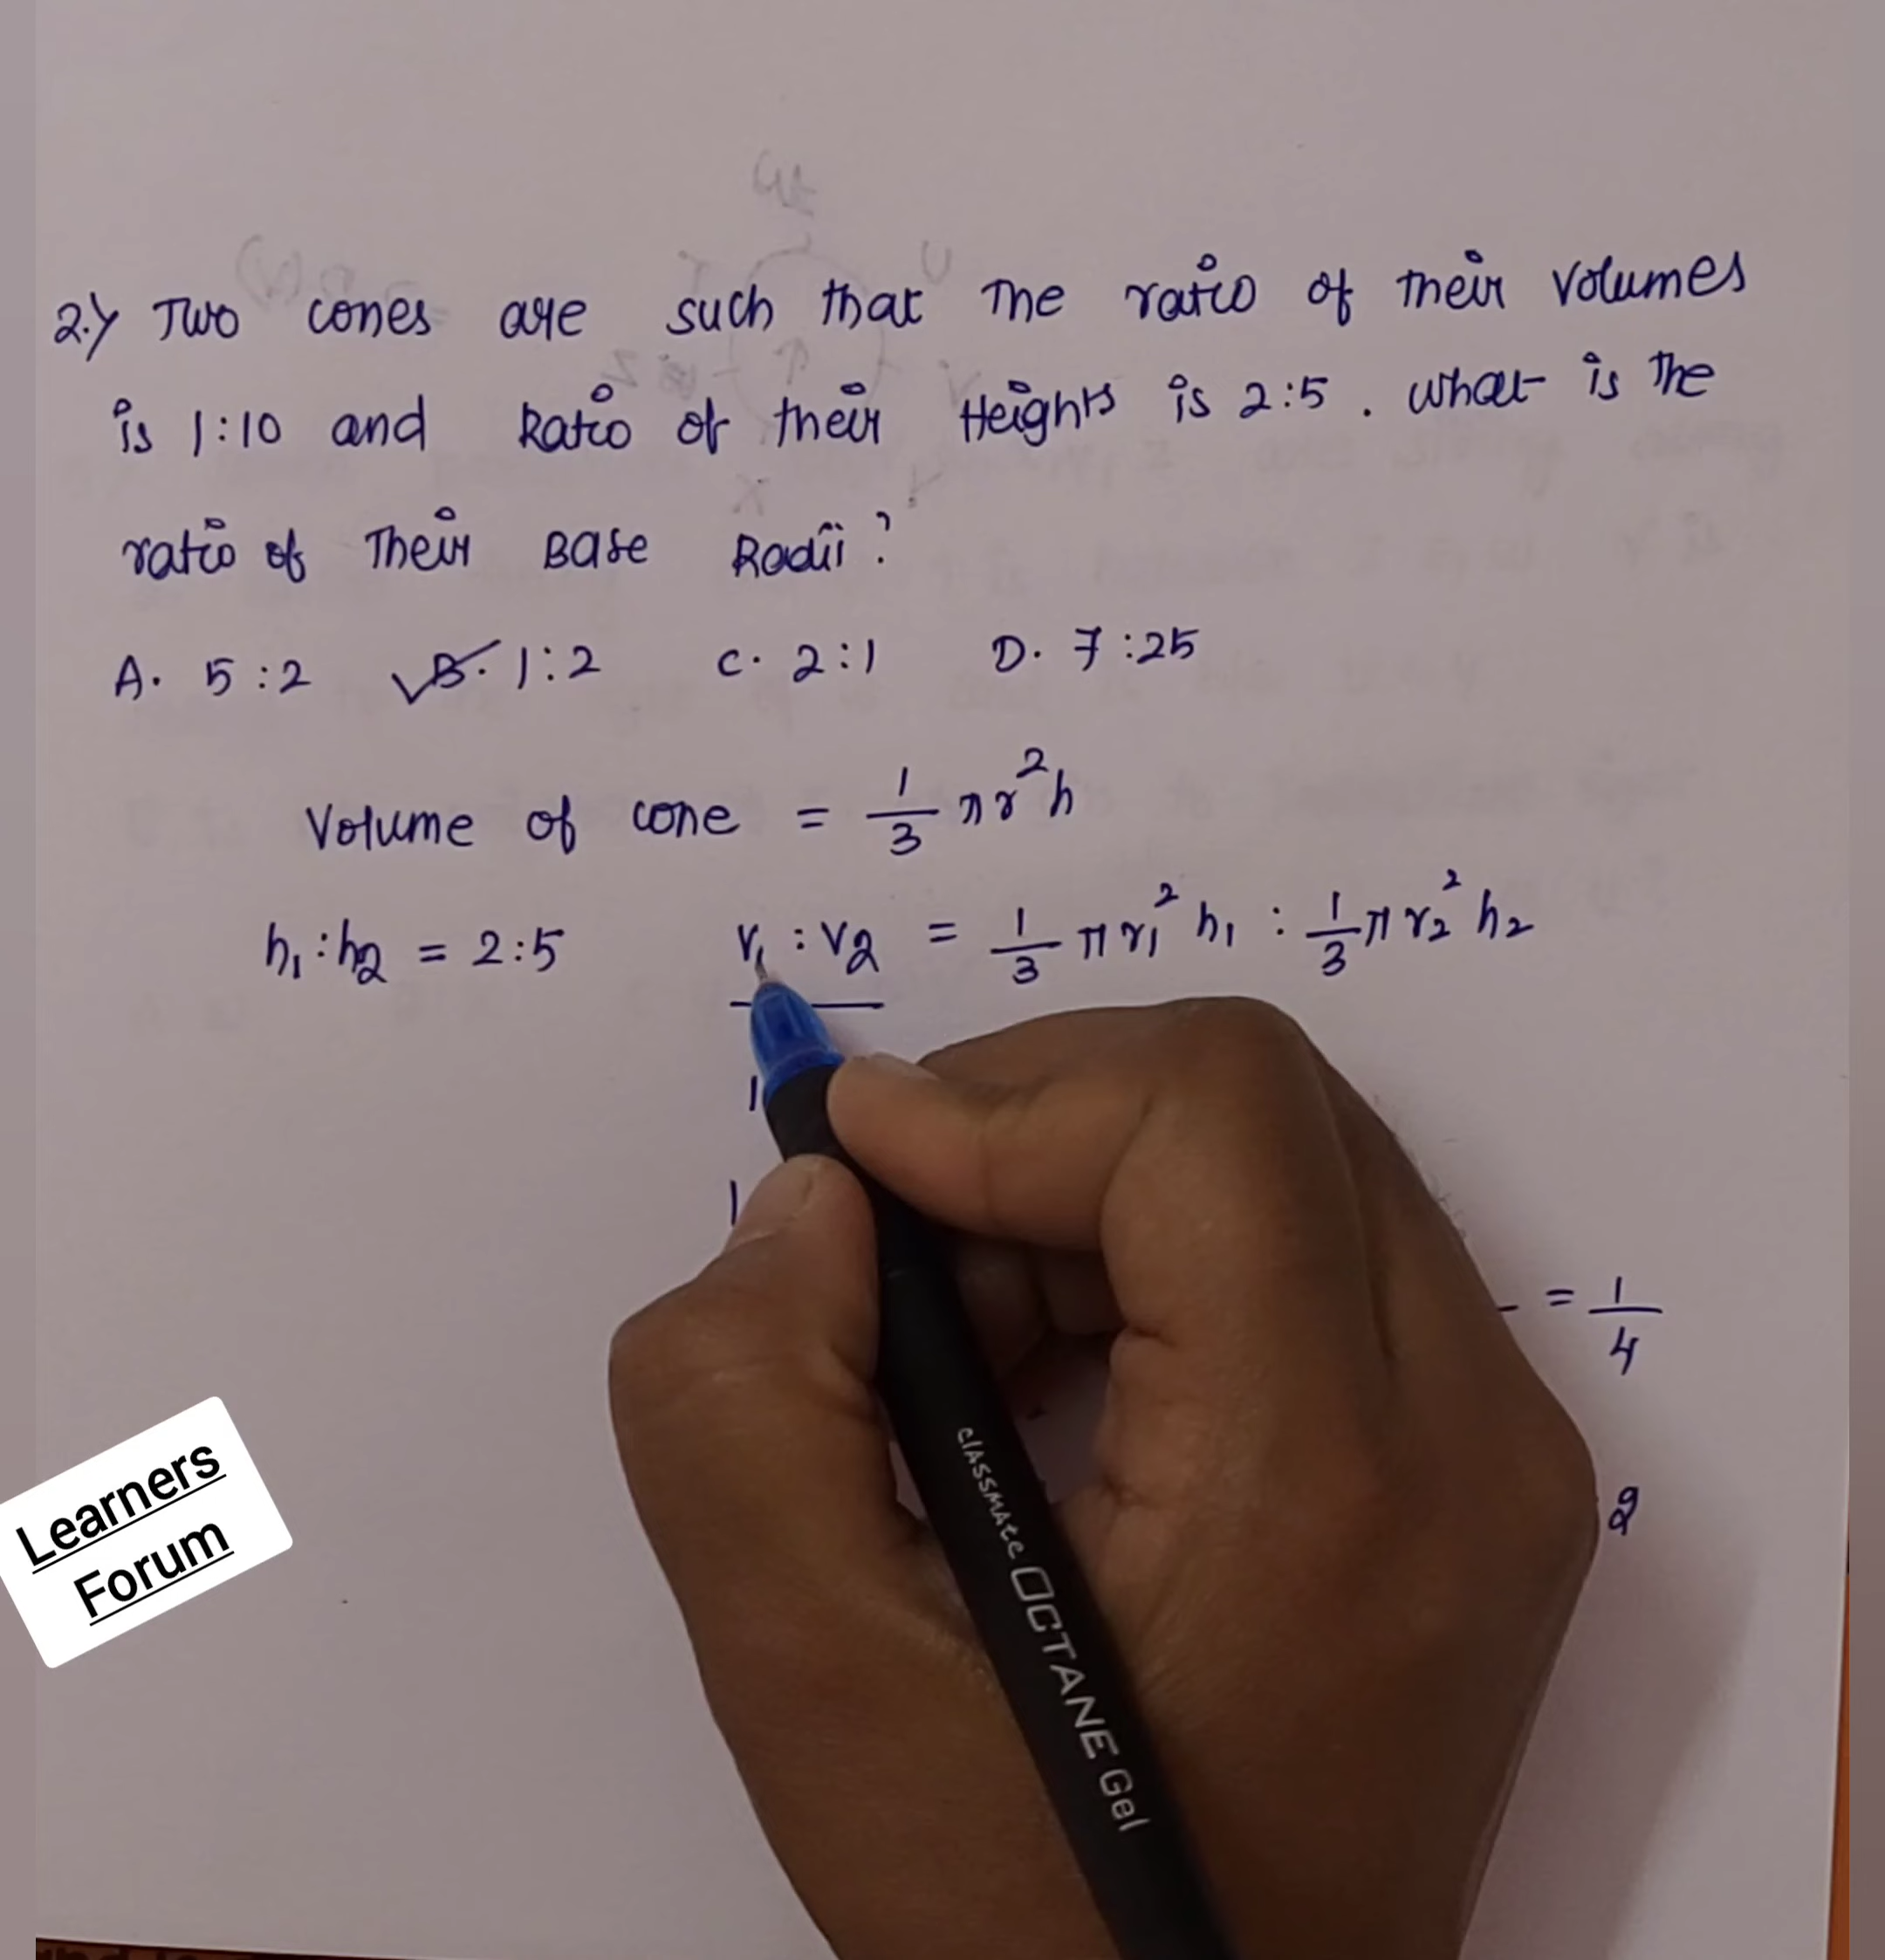 2.) Two cones are such that The ratio of their volumes
is 1:10 and Ratio of their Heights is 2:5 . What is the
ratio of Their Base Radii ?
A. 5:2 B. 1:2 C. 2:1 D. 7:25
Volume of cone = 1/3 πr²h
h₁:h₂ = 2:5 V₁:V₂ = 1/3 πr₁²h₁ : 1/3 πr₂²h₂
1
1
= 1/4
2
Learners
Forum
classmate OCTANE Gel